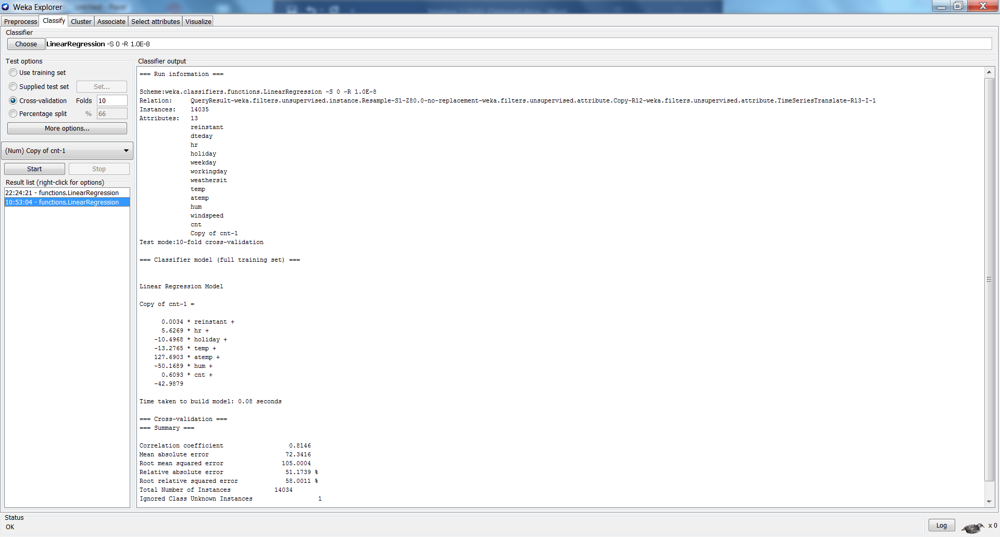 Weka Explorer
Preprocess Classify Cluster Associate Select attributes Visualize
Classifier
Choose LinearRegression -S 0 -R 1.0E-8
Test options
Use training set
Supplied test set Set...
Cross-validation Folds 10
Percentage split % 66
More options...
(Num) Copy of cnt-1
Start Stop
Result list (right-click for options)
22:24:21 - functions.LinearRegression
10:53:04 - functions.LinearRegression
Classifier output
=== Run information ===
Scheme:weka.classifiers.functions.LinearRegression -S 0 -R 1.0E-8
Relation: QueryResult-weka.filters.unsupervised.instance.Resample-S1-Z80.0-no-replacement-weka.filters.unsupervised.attribute.Copy-R12-weka.filters.unsupervised.attribute.TimeSeriesTranslate-R13-I-1
Instances: 14035
Attributes: 13
reinstant
dteday
hr
holiday
weekday
workingday
weathersit
temp
atemp
hum
windspeed
cnt
Copy of cnt-1
Test mode:10-fold cross-validation
=== Classifier model (full training set) ===
Linear Regression Model
Copy of cnt-1 =
0.0034 * reinstant +
5.6269 * hr +
-10.4968 * holiday +
-13.2765 * temp +
127.6903 * atemp +
-50.1689 * hum +
0.6093 * cnt +
-42.9879
Time taken to build model: 0.08 seconds
=== Cross-validation ===
=== Summary ===
Correlation coefficient 0.8146
Mean absolute error 72.3416
Root mean squared error 105.0004
Relative absolute error 51.1739 %
Root relative squared error 58.0011 %
Total Number of Instances 14034
Ignored Class Unknown Instances 1
Status
OK
Log x 0